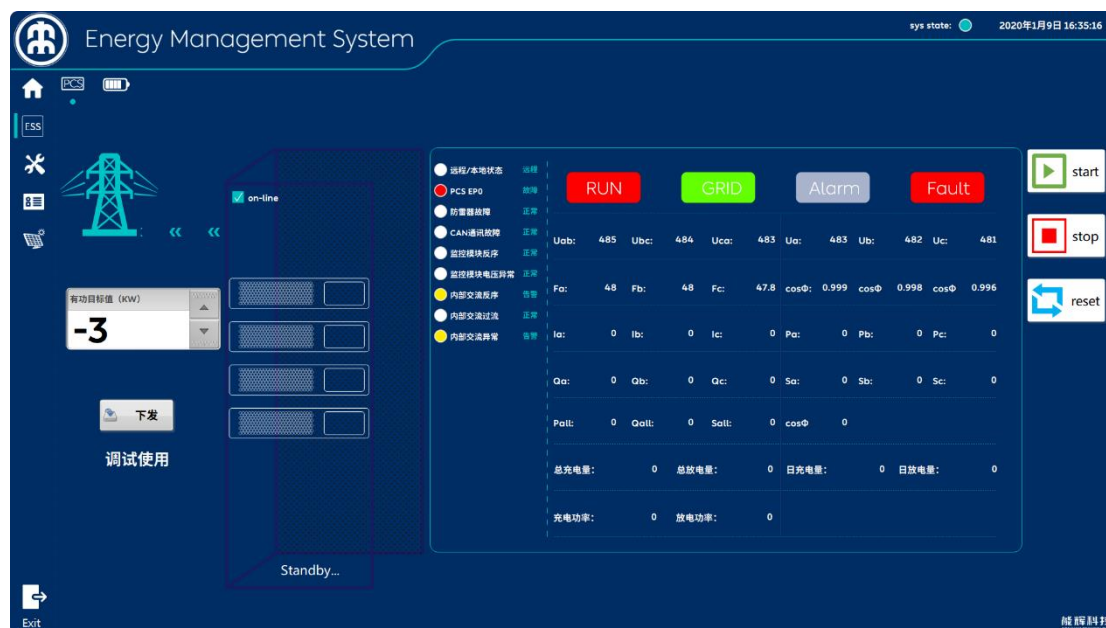 Energy Management System
sys state:
2020年1月9日 16:35:16
PCS
ESS
on-line
有功目标值 (KW)
-3
下发
调试使用
Standby...
Exit
远程/本地状态 远程
PCS EPO 故障
防雷器故障 正常
CAN通讯故障 正常
监控模块反序 正常
监控模块电压异常 正常
内部交流反序 告警
内部交流过流 正常
内部交流异常 告警
RUN GRID Alarm Fault
Uab: 485 Ubc: 484 Uca: 483 Ua: 483 Ub: 482 Uc: 481
Fa: 48 Fb: 48 Fc: 47.8 cosΦ: 0.999 cosΦ 0.998 cosΦ 0.996
Ia: 0 Ib: 0 Ic: 0 Pa: 0 Pb: 0 Pc: 0
Qa: 0 Qb: 0 Qc: 0 Sa: 0 Sb: 0 Sc: 0
Pall: 0 Qall: 0 Sall: 0 cosΦ 0
总充电量: 0 总放电量: 0 日充电量: 0 日放电量: 0
充电功率: 0 放电功率: 0
start
stop
reset
熊辉科技